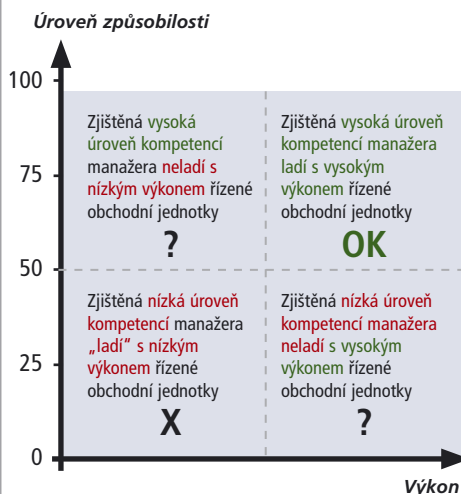 Úroveň způsobilosti
100
75
50
25
0
Zjištěná vysoká
úroveň kompetencí
manažera neladí s
nízkým výkonem řízené
obchodní jednotky
?
Zjištěná vysoká úroveň
kompetencí manažera
ladí s vysokým
výkonem řízené
obchodní jednotky
OK
Zjištěná nízká úroveň
kompetencí manažera
„ladí“ s nízkým
výkonem řízené
obchodní jednotky
X
Zjištěná nízká úroveň
kompetencí manažera
neladí s vysokým
výkonem řízené
obchodní jednotky
?
Výkon